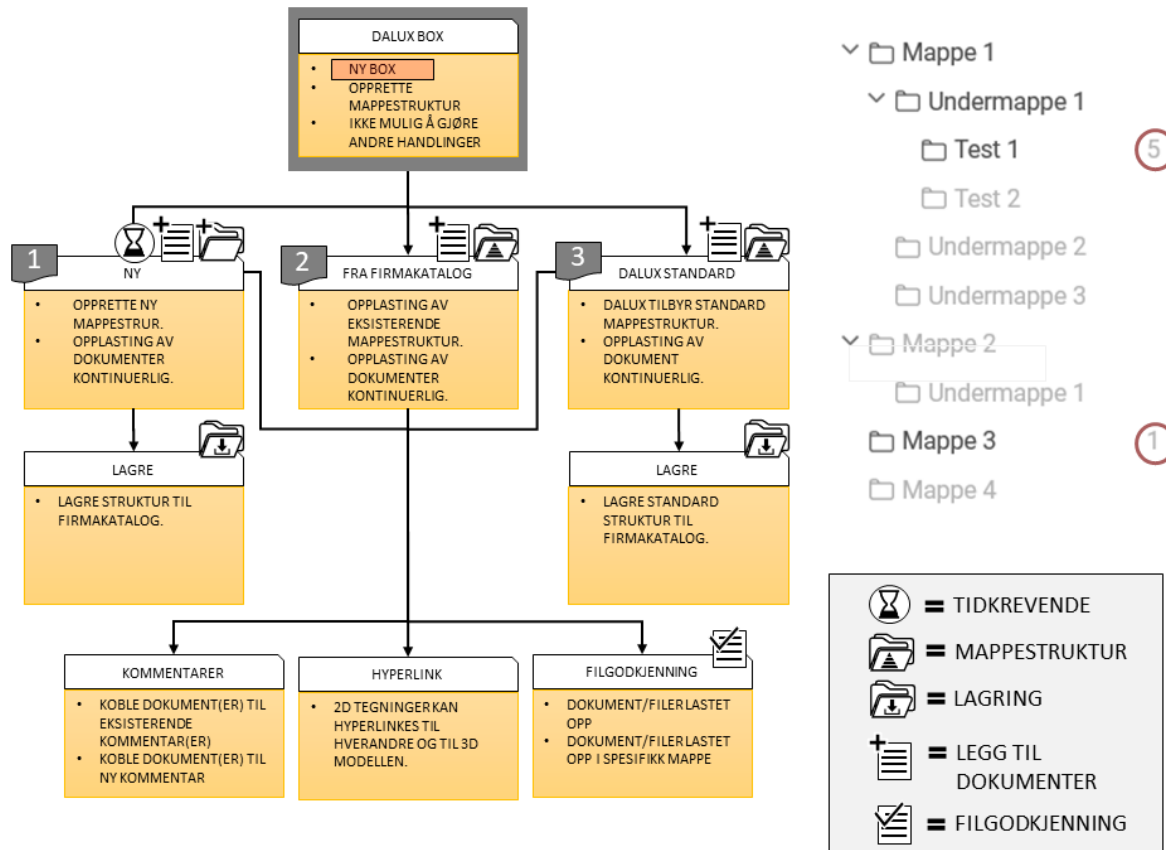 DALUX BOX
• NY BOX
• OPPRETTE
MAPPESTRUKTUR
• IKKE MULIG Å GJØRE
ANDRE HANDLINGER
1
NY
• OPPRETTE NY
MAPPESTRUR.
• OPPLASTING AV
DOKUMENTER
KONTINUERLIG.
2
FRA FIRMAKATALOG
• OPPLASTING AV
EKSISTERENDE
MAPPESTRUKTUR.
• OPPLASTING AV
DOKUMENTER
KONTINUERLIG.
3
DALUX STANDARD
• DALUX TILBYR STANDARD
MAPPESTRUKTUR.
• OPPLASTING AV
DOKUMENT
KONTINUERLIG.
LAGRE
• LAGRE STRUKTUR TIL
FIRMAKATALOG.
LAGRE
• LAGRE STANDARD
STRUKTUR TIL
FIRMAKATALOG.
KOMMENTARER
• KOBLE DOKUMENT(ER) TIL
EKSISTERENDE
KOMMENTAR(ER)
• KOBLE DOKUMENT(ER) TIL
NY KOMMENTAR
HYPERLINK
• 2D TEGNINGER KAN
HYPERLINKES TIL
HVERANDRE OG TIL 3D
MODELLEN.
FILGODKJENNING
• DOKUMENT/FILER LASTET
OPP
• DOKUMENT/FILER LASTET
OPP I SPESIFIKK MAPPE
Mappe 1
Undermappe 1
Test 1 5
Test 2
Undermappe 2
Undermappe 3
Mappe 2
Undermappe 1
Mappe 3 1
Mappe 4
= TIDKREVENDE
= MAPPESTRUKTUR
= LAGRING
= LEGG TIL
DOKUMENTER
= FILGODKJENNING